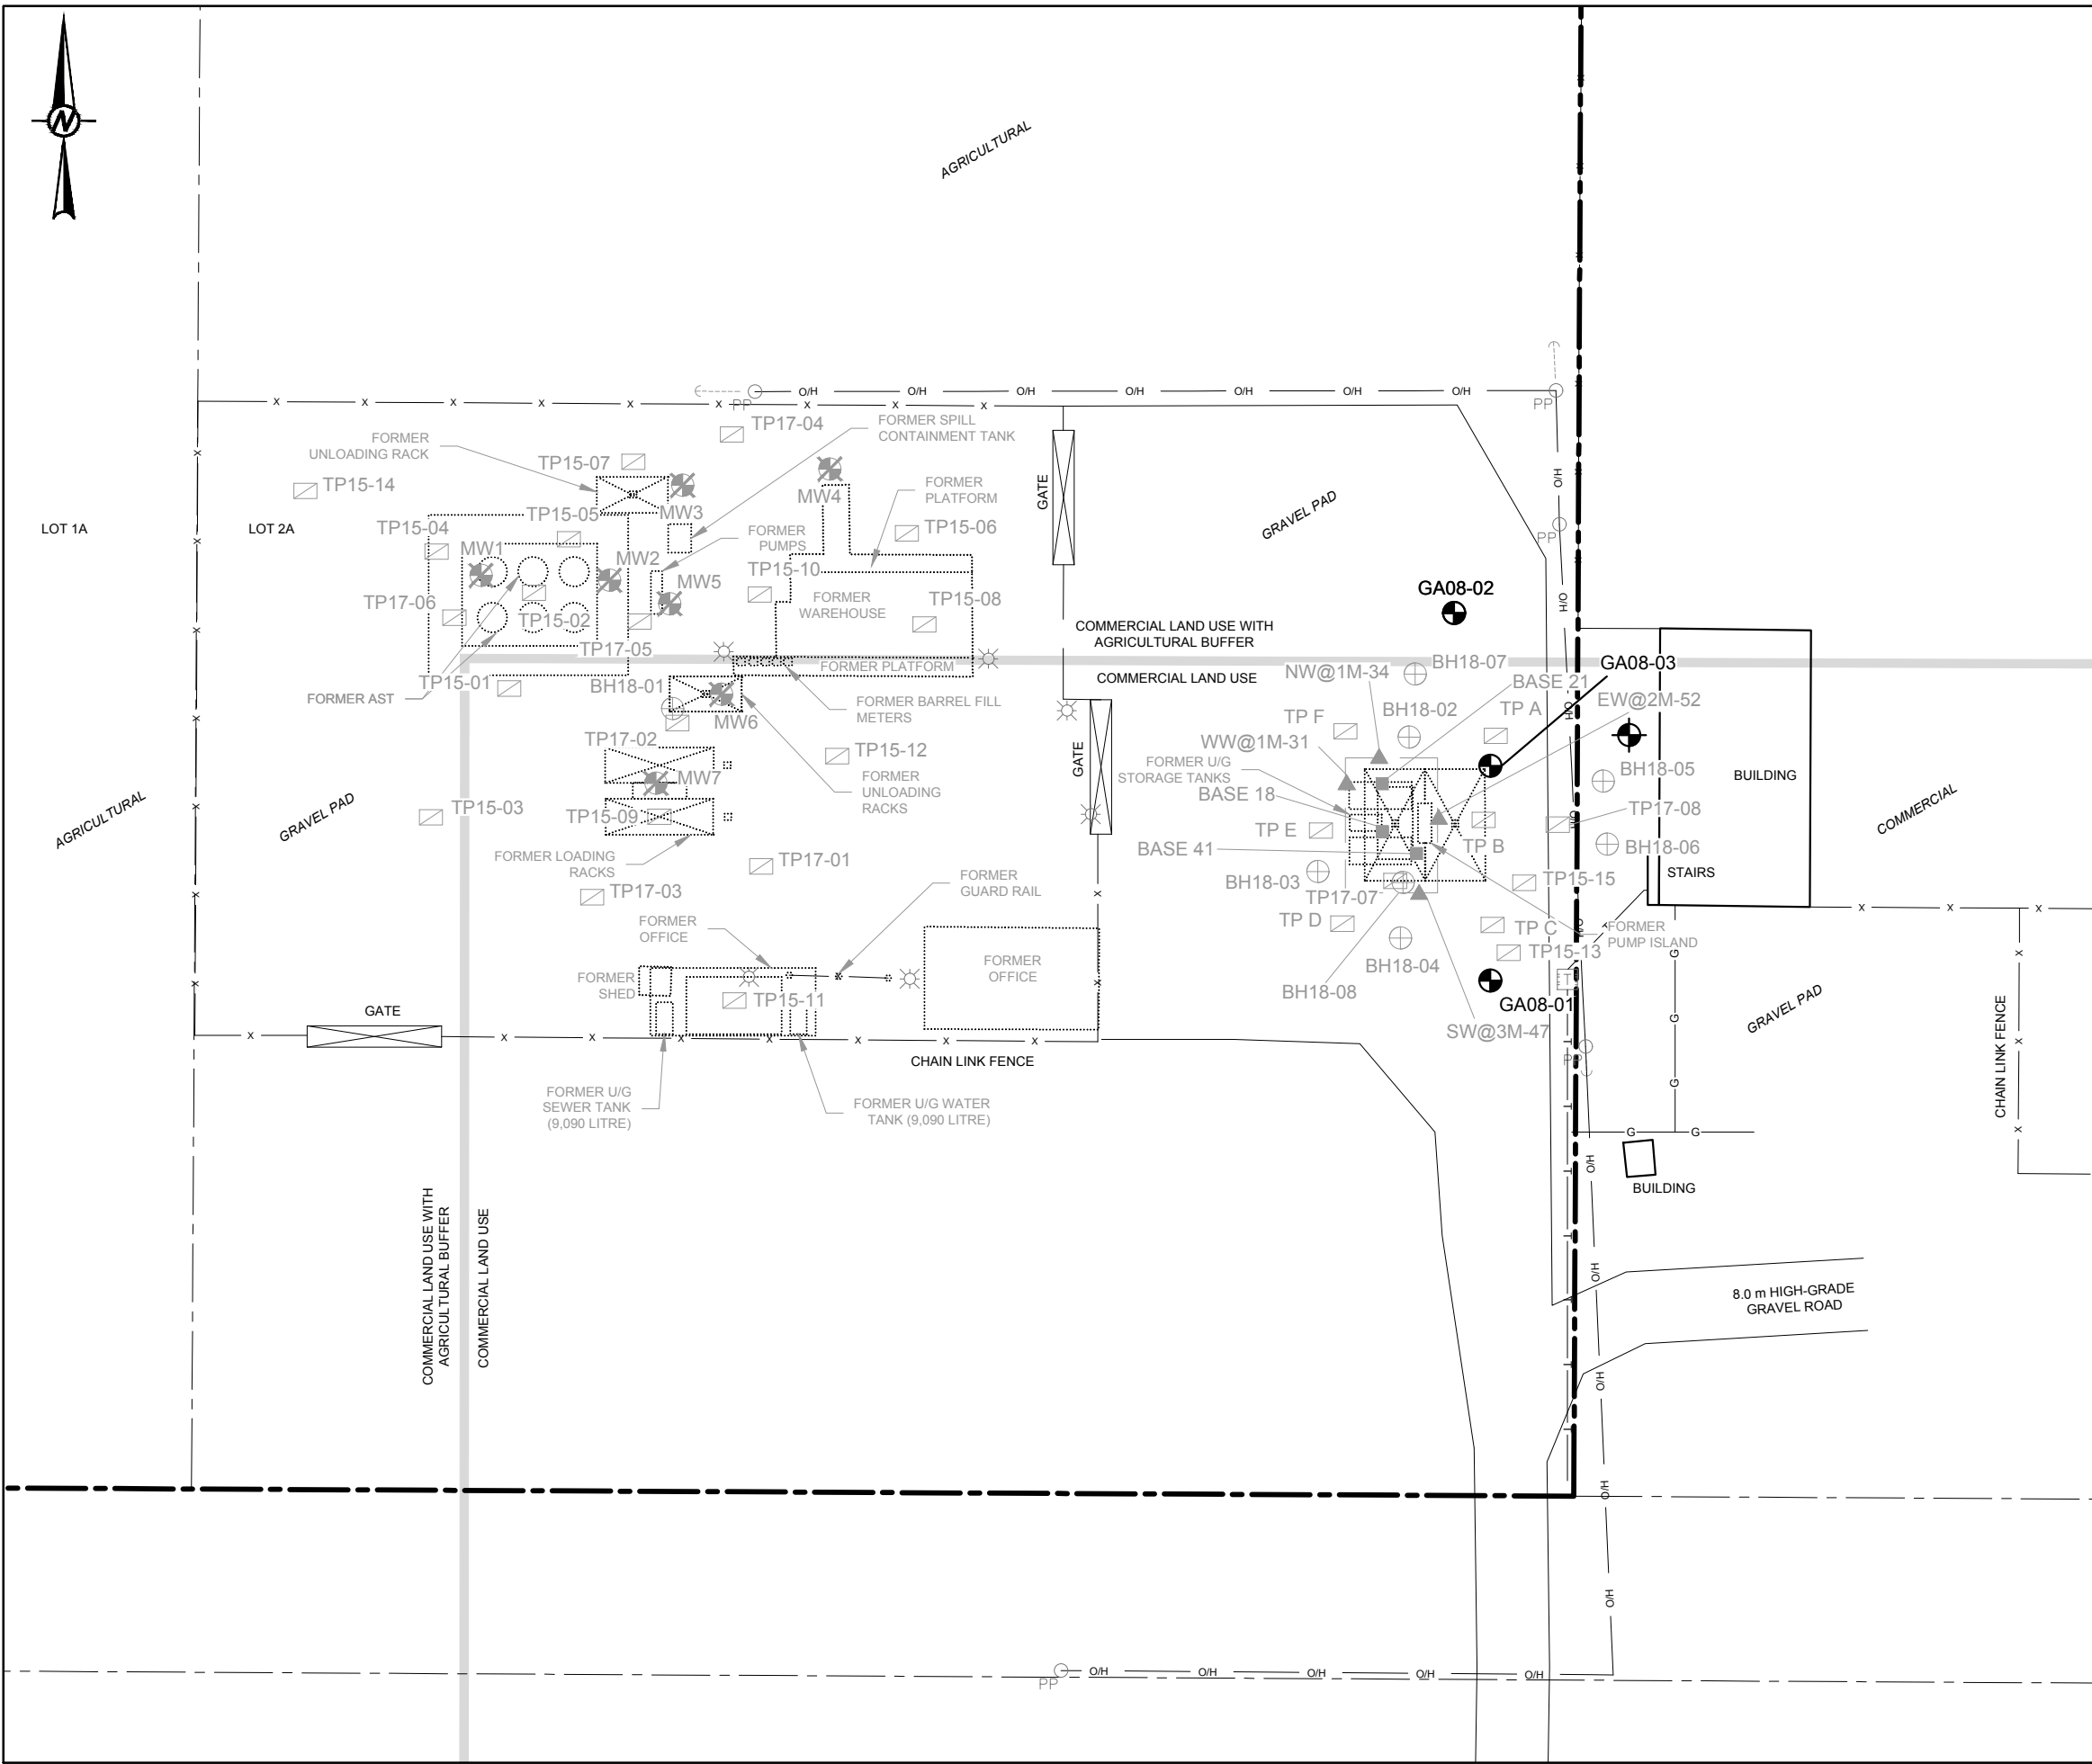 N
AGRICULTURAL
O/H O/H O/H O/H O/H O/H O/H
X X X X X X X X X
PP
PP
TP17-04
FORMER SPILL
CONTAINMENT TANK
FORMER
UNLOADING RACK
TP15-07
TP15-14
MW3
MW4
FORMER
PLATFORM
GATE
GRAVEL PAD
O/H
PP
LOT 1A
LOT 2A
TP15-04
TP15-05
TP15-06
FORMER
PUMPS
MW1
MW2
MW5
TP15-10
TP17-06
TP15-02
FORMER
WAREHOUSE
TP15-08
GA08-02
O/H
COMMERCIAL LAND USE WITH
AGRICULTURAL BUFFER
TP17-05
FORMER PLATFORM
COMMERCIAL LAND USE
NW@1M-34
BH18-07
GA08-03
FORMER AST
TP15-01
BH18-01
MW6
FORMER BARREL FILL
METERS
BASE 21
EW@2M-52
TP F
BH18-02
TP A
O/H
TP17-02
TP15-12
GATE
WW@1M-31
FORMER U/G
STORAGE TANKS
MW7
FORMER
UNLOADING
RACKS
BASE 18
BH18-05
BUILDING
AGRICULTURAL
GRAVEL PAD
TP15-03
TP15-09
TP E
TP17-08
O/H
COMMERCIAL
FORMER LOADING
RACKS
TP17-01
BASE 41
TP B
BH18-06
TP17-03
FORMER
GUARD RAIL
BH18-03
TP17-07
TP15-15
STAIRS
FORMER
OFFICE
TP D
TP C
FORMER
PUMP ISLAND
FORMER
OFFICE
BH18-04
TP15-13
FORMER
SHED
TP15-11
BH18-08
GA08-01
T
GRAVEL PAD
GATE
SW@3M-47
X X X X X X X X
CHAIN LINK FENCE
PP
G
G
CHAIN LINK FENCE
FORMER U/G
SEWER TANK
(9,090 LITRE)
FORMER U/G WATER
TANK (9,090 LITRE)
G G
BUILDING
O/H
COMMERCIAL LAND USE WITH
AGRICULTURAL BUFFER
COMMERCIAL LAND USE
O/H
8.0 m HIGH-GRADE
GRAVEL ROAD
O/H
O/H
O/H
PP
O/H O/H O/H O/H O/H